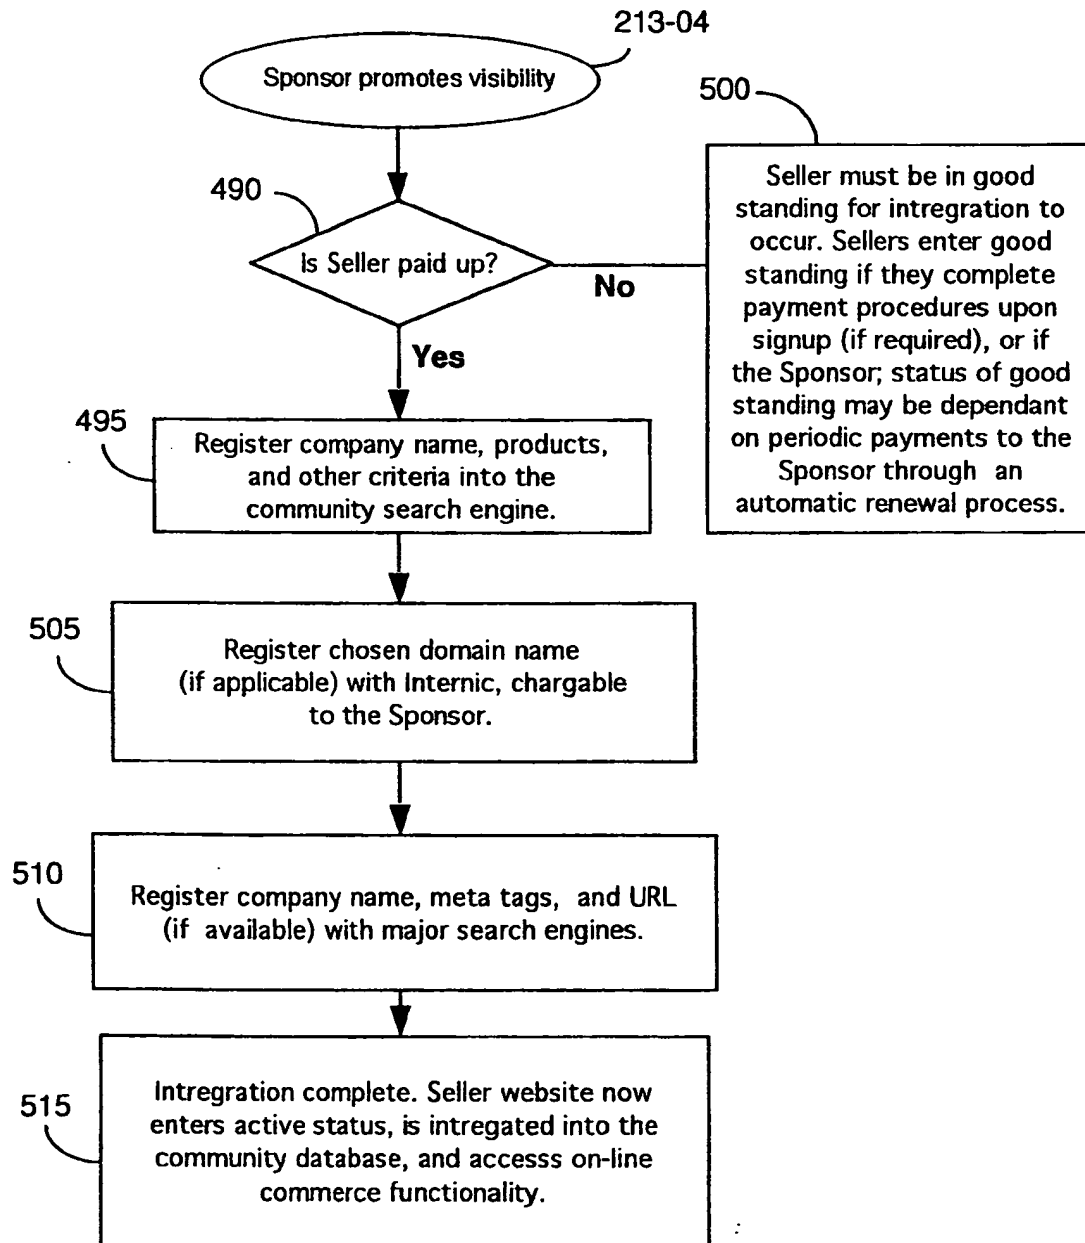 213-04
Sponsor promotes visibility
500
490
Is Seller paid up?
No
Yes
Seller must be in good
standing for intregration to
occur. Sellers enter good
standing if they complete
payment procedures upon
signup (if required), or if
the Sponsor; status of good
standing may be dependant
on periodic payments to the
Sponsor through an
automatic renewal process.
495
Register company name, products,
and other criteria into the
community search engine.
505
Register chosen domain name
(if applicable) with Internic, chargable
to the Sponsor.
510
Register company name, meta tags, and URL
(if available) with major search engines.
515
Intregration complete. Seller website now
enters active status, is intregated into the
community database, and accesss on-line
commerce functionality.